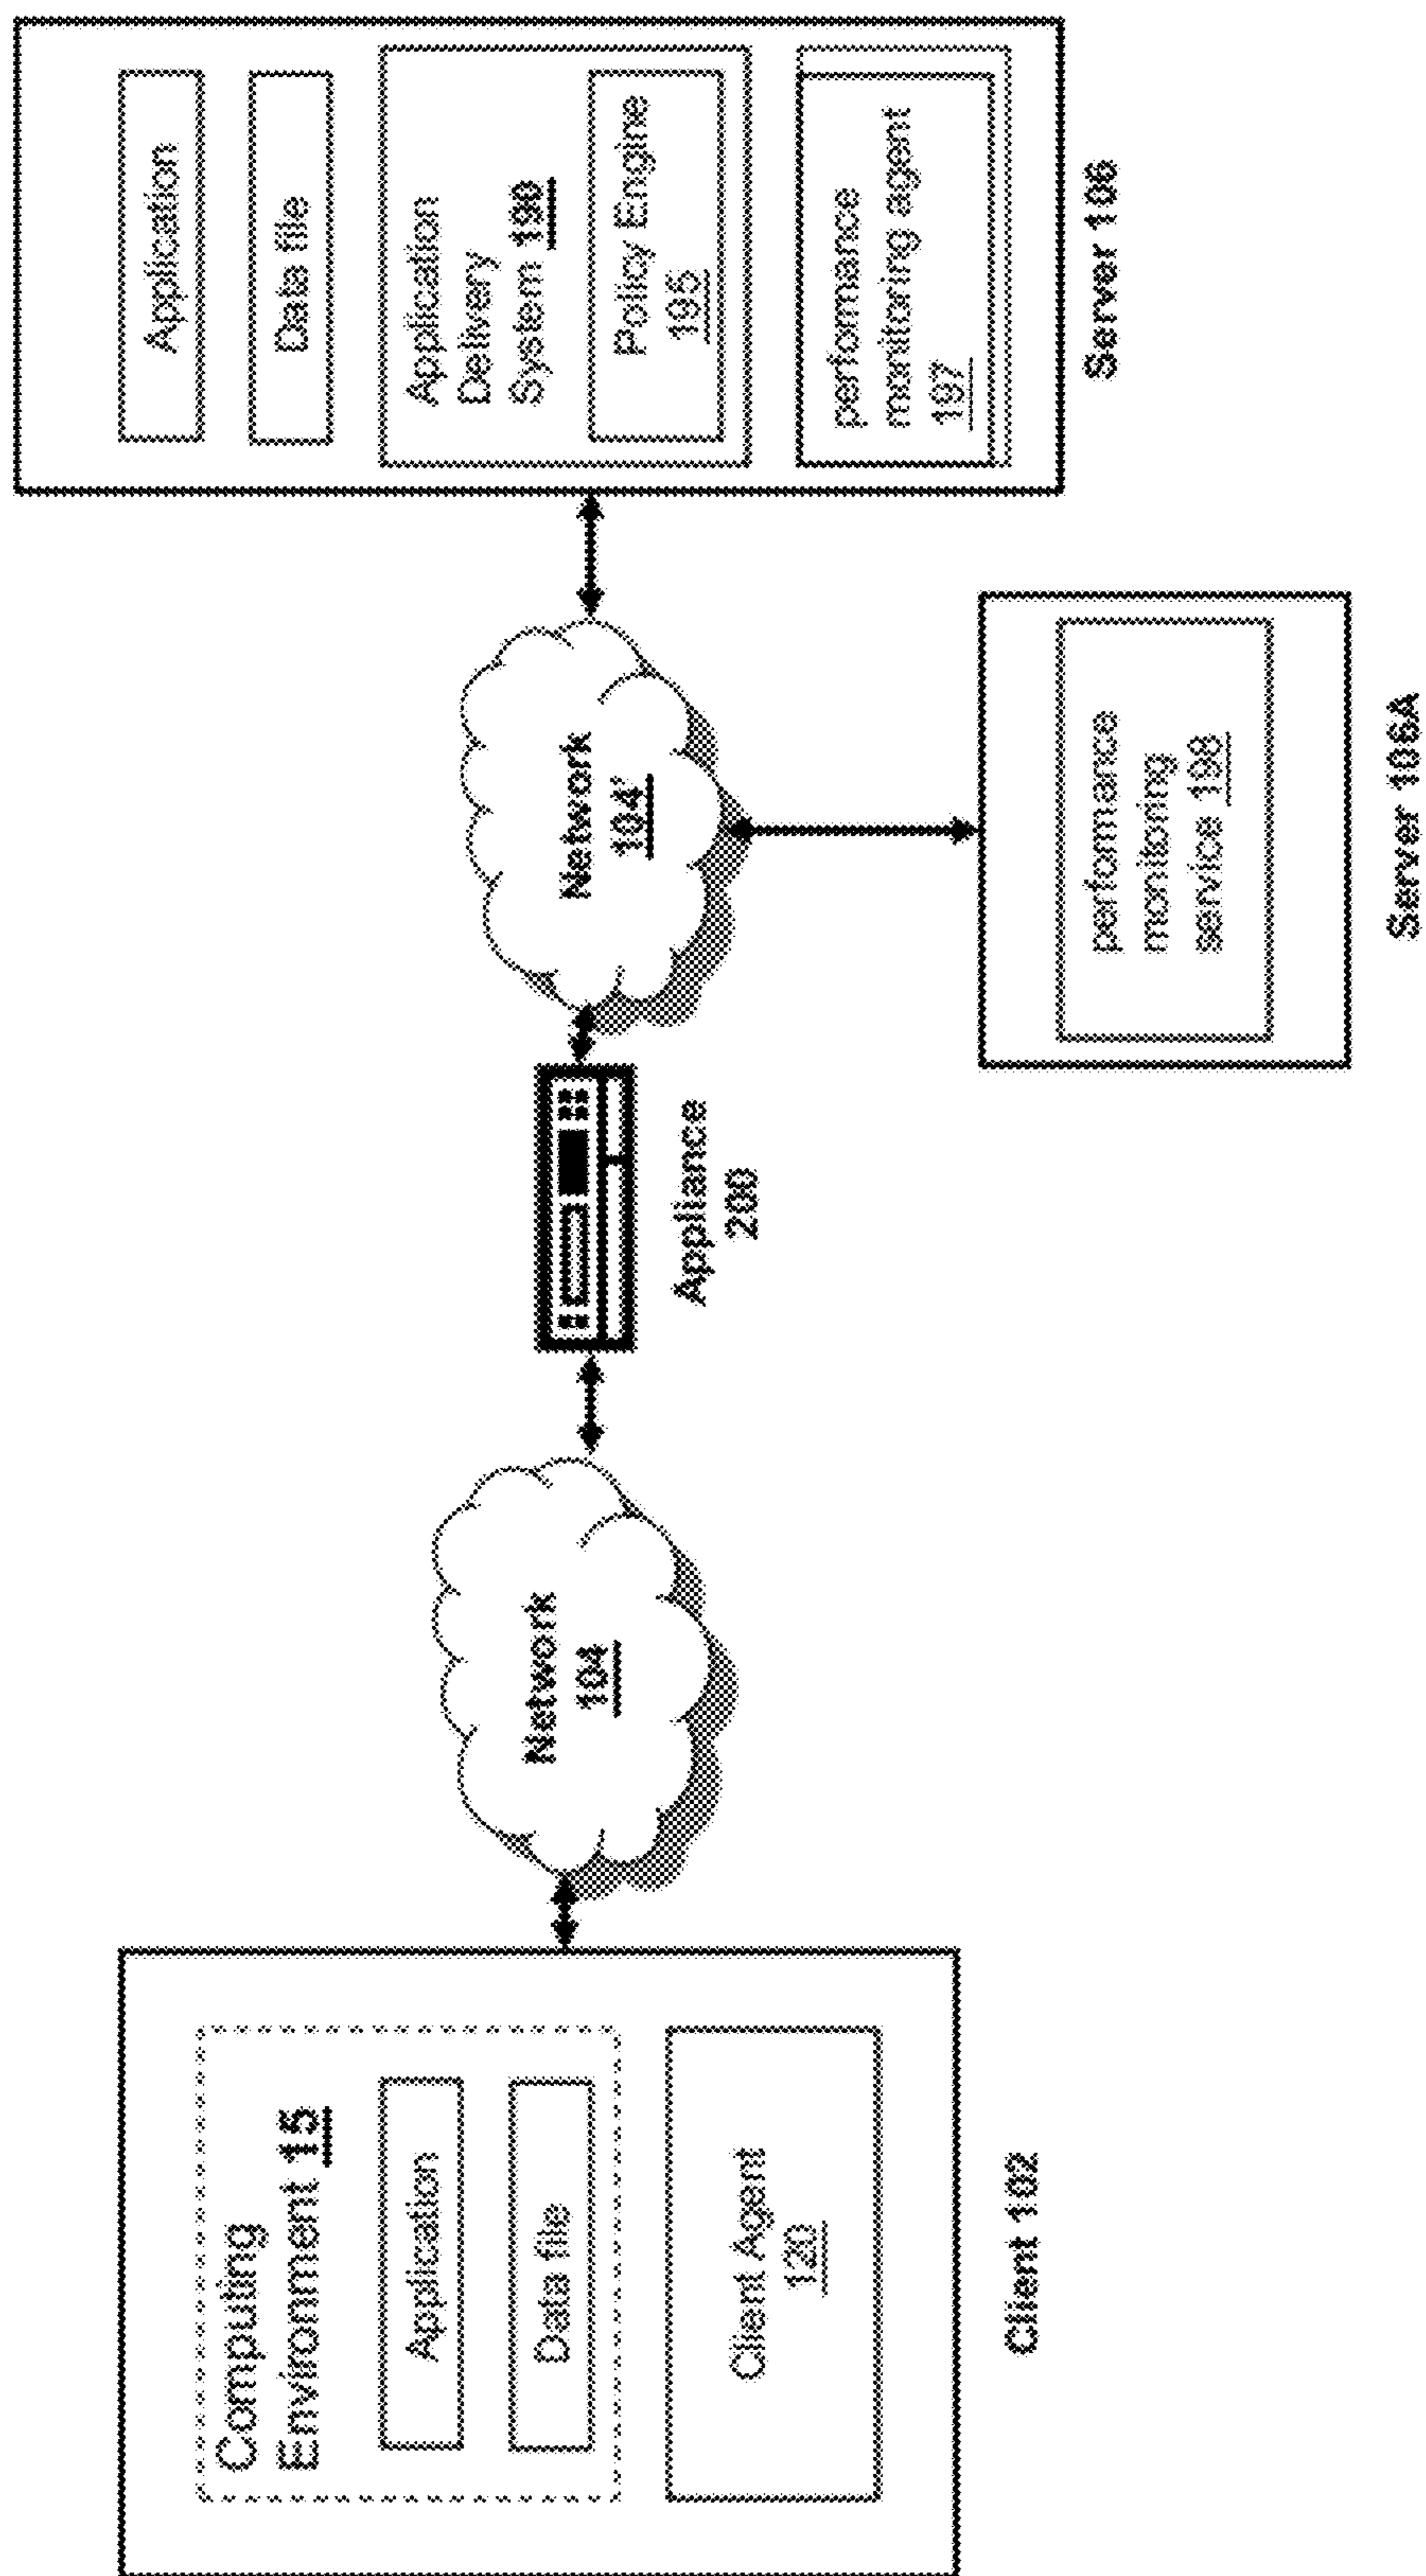 Client 102
Computing
Environment 15
Application
Data file
Client Agent
120
Network
104
Appliance
200
Network
104'
Server 106
Application
Data file
Application
Delivery
System 190
Policy Engine
195
performance
monitoring agent
197
performance
monitoring
service 198
Server 106A